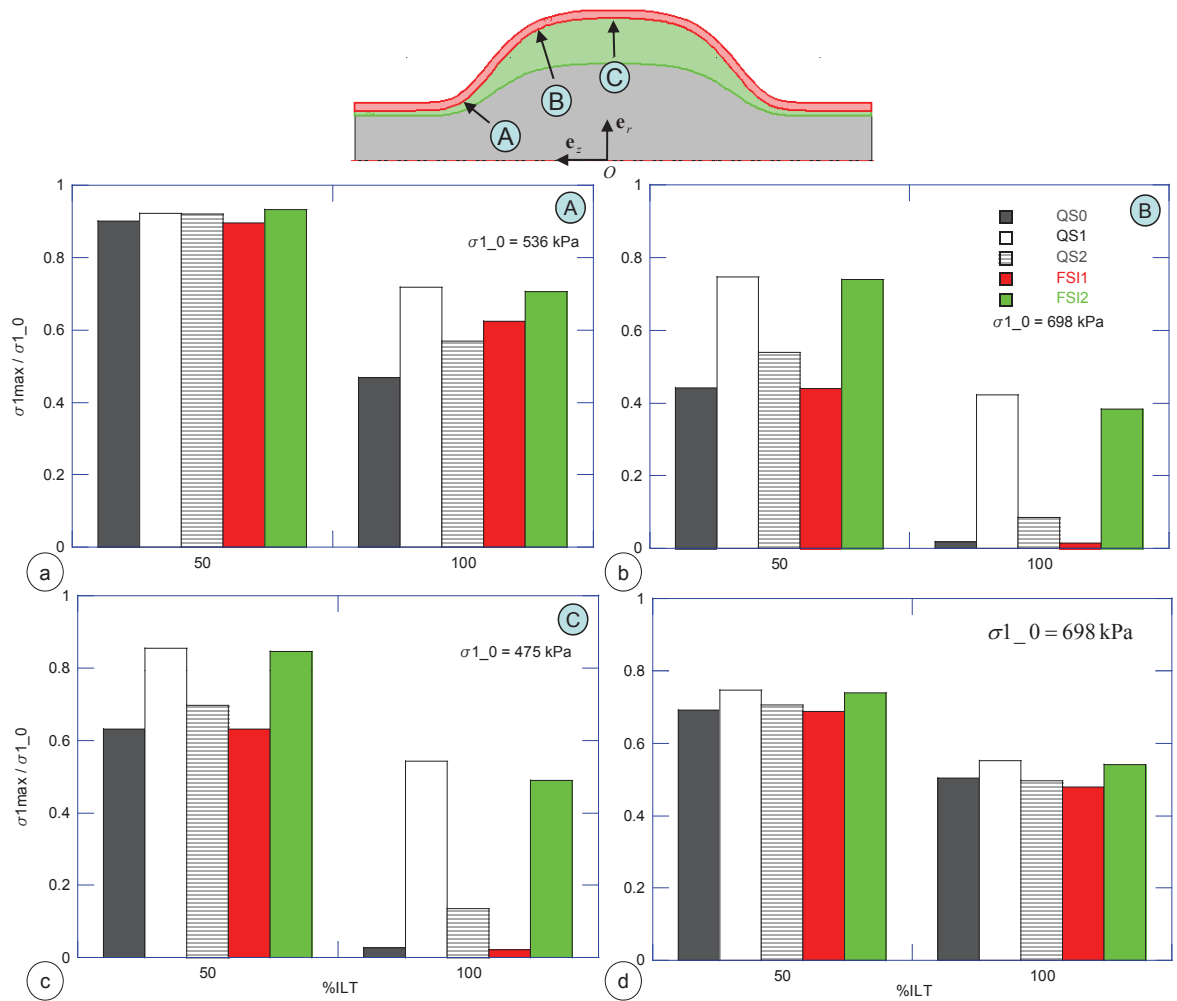 C
B
A
e_r
e_z
O
1
0.8
0.6
0.4
0.2
0
σ1max / σ1_0
A
σ1_0 = 536 kPa
50
100
a
1
0.8
0.6
0.4
0.2
0
B
QS0
QS1
QS2
FSI1
FSI2
σ1_0 = 698 kPa
50
100
b
1
0.8
0.6
0.4
0.2
0
σ1max / σ1_0
C
σ1_0 = 475 kPa
50
100
%ILT
c
1
0.8
0.6
0.4
0.2
0
σ1_0 = 698 kPa
50
100
%ILT
d